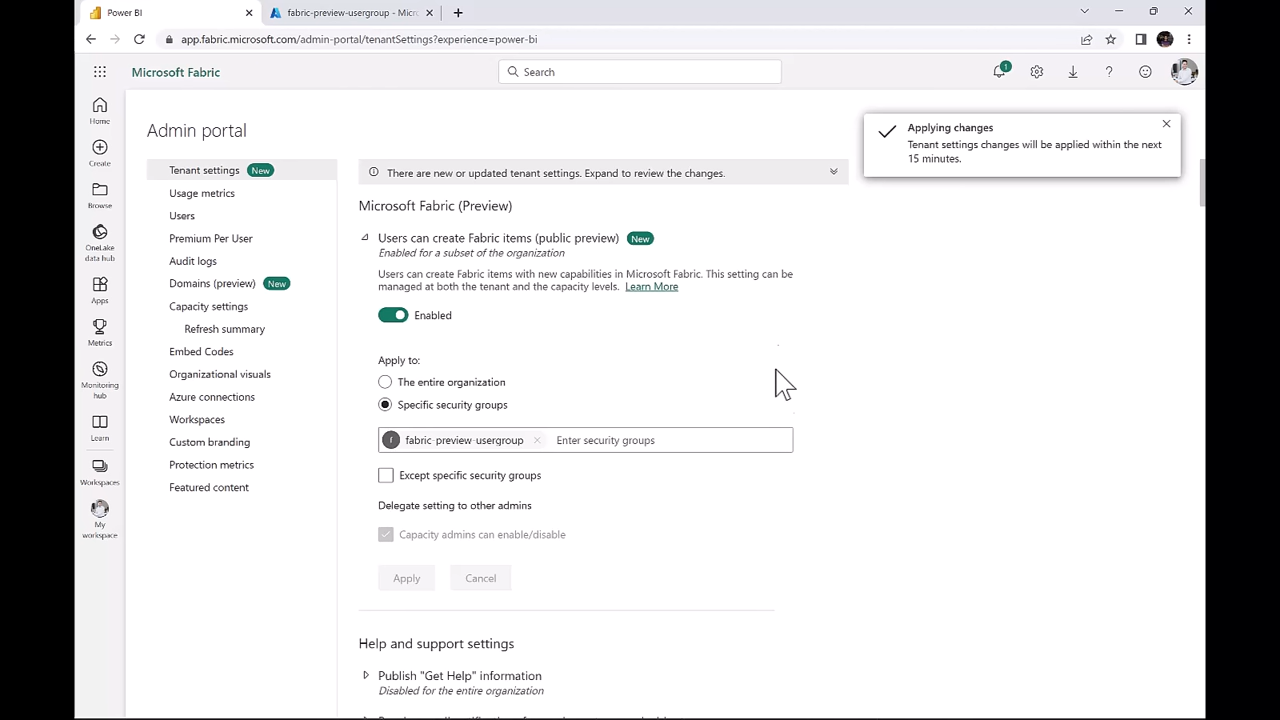 Power BI
fabric-preview-usergroup - Micr
app.fabric.microsoft.com/admin-portal/tenantSettings?experience=power-bi
Microsoft Fabric
Search
1
Home
Create
Browse
OneLake
data hub
Apps
Metrics
Monitoring
hub
Learn
Workspaces
My
workspace
Admin portal
Tenant settings New
Usage metrics
Users
Premium Per User
Audit logs
Domains (preview) New
Capacity settings
Refresh summary
Embed Codes
Organizational visuals
Azure connections
Workspaces
Custom branding
Protection metrics
Featured content
Applying changes
Tenant settings changes will be applied within the next
15 minutes.
There are new or updated tenant settings. Expand to review the changes.
Microsoft Fabric (Preview)
Users can create Fabric items (public preview) New
Enabled for a subset of the organization
Users can create Fabric items with new capabilities in Microsoft Fabric. This setting can be
managed at both the tenant and the capacity levels. Learn More
Enabled
Apply to:
The entire organization
Specific security groups
f fabric-preview-usergroup Enter security groups
Except specific security groups
Delegate setting to other admins
Capacity admins can enable/disable
Apply Cancel
Help and support settings
Publish "Get Help" information
Disabled for the entire organization